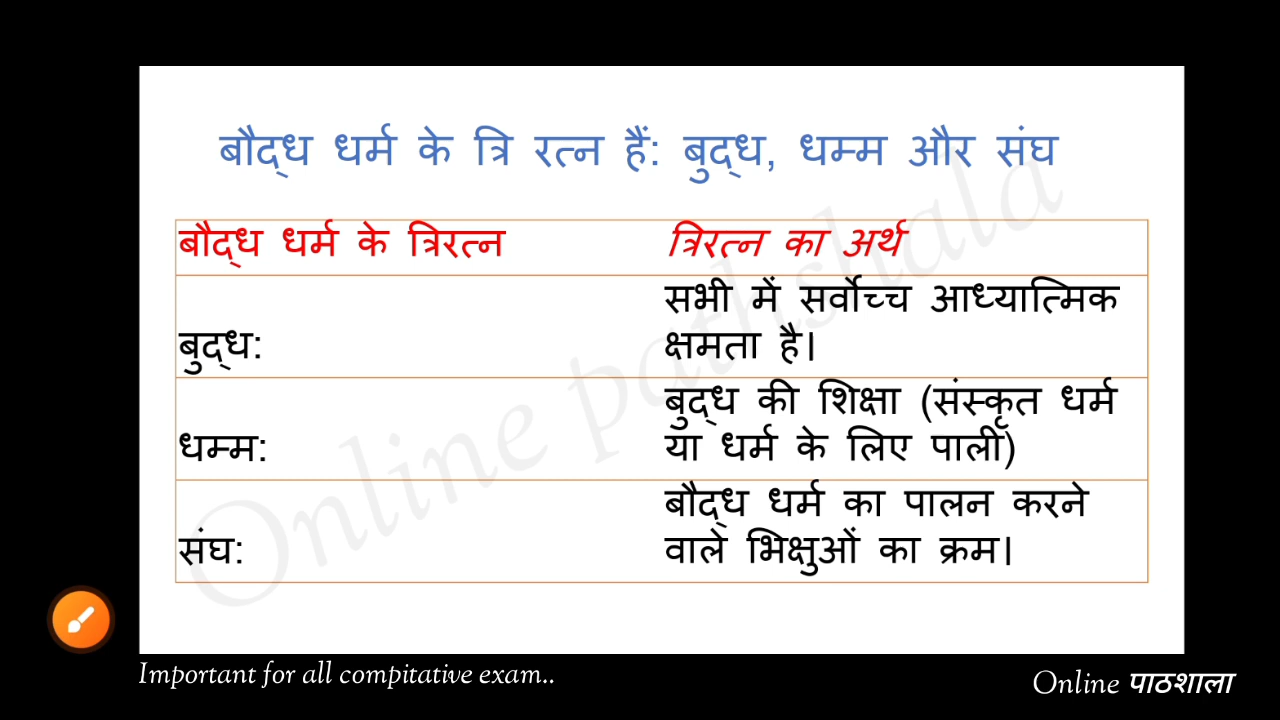 बौद्ध धर्म के त्रि रत्न हैं: बुद्ध, धम्म और संघ
बौद्ध धर्म के त्रिरत्न त्रिरत्न का अर्थ
सभी में सर्वोच्च आध्यात्मिक
बुद्ध: क्षमता है।
बुद्ध की शिक्षा (संस्कृत धर्म
धम्म: या धर्म के लिए पाली)
बौद्ध धर्म का पालन करने
संघ: वाले भिक्षुओं का क्रम।
Online pathshala
Important for all compitative exam..
Online पाठशाला